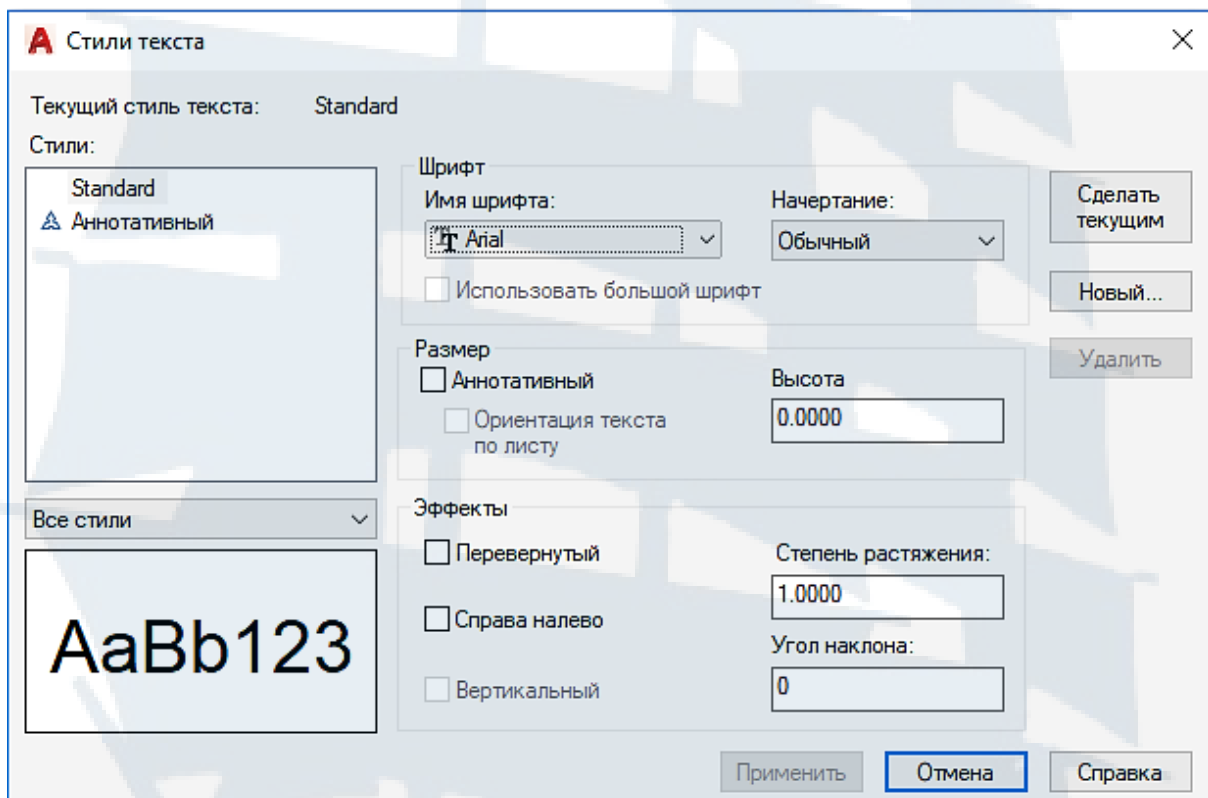 Стили текста
Текущий стиль текста: Standard
Стили:
Standard
Аннотативный
Все стили
AaBb123
Шрифт
Имя шрифта:
Начертание:
Arial
Обычный
Использовать большой шрифт
Размер
Аннотативный
Ориентация текста
по листу
Высота
0.0000
Эффекты
Перевернутый
Справа налево
Вертикальный
Степень растяжения:
1.0000
Угол наклона:
0
Сделать
текущим
Новый...
Удалить
Применить
Отмена
Справка